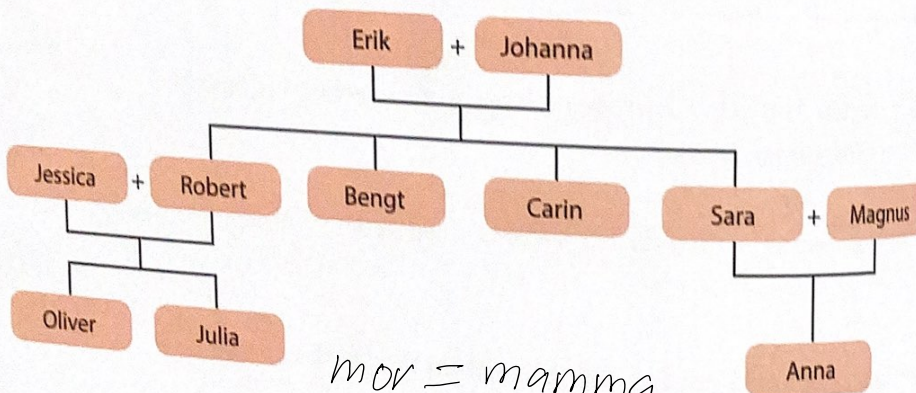 Erik + Johanna
Jessica + Robert Bengt Carin Sara + Magnus
Oliver Julia Anna
mor = mamma